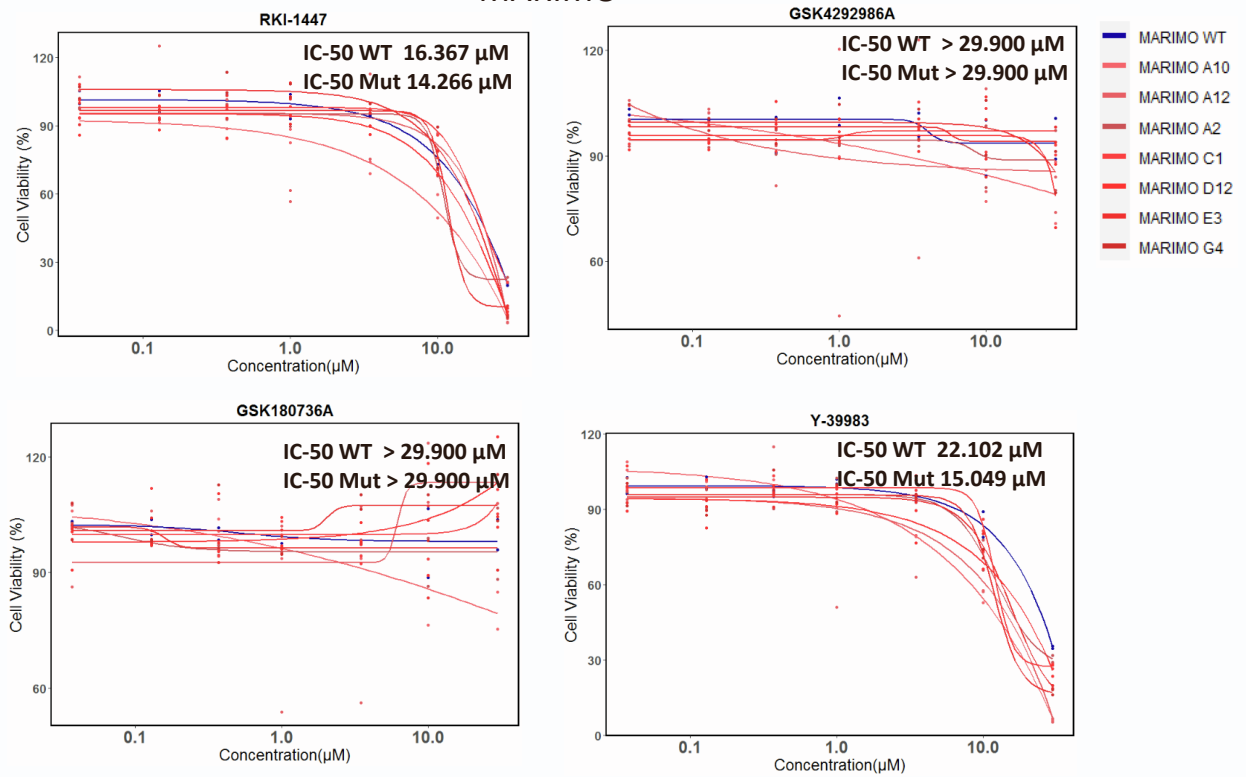 RKI-1447
IC-50 WT 16.367 µM
IC-50 Mut 14.266 µM
120
90
60
30
0
Cell Viability (%)
0.1 1.0 10.0
Concentration(µM)
GSK4292986A
IC-50 WT > 29.900 µM
IC-50 Mut > 29.900 µM
120
90
60
Cell Viability (%)
0.1 1.0 10.0
Concentration(µM)
MARIMO WT
MARIMO A10
MARIMO A12
MARIMO A2
MARIMO C1
MARIMO D12
MARIMO E3
MARIMO G4
GSK180736A
IC-50 WT > 29.900 µM
IC-50 Mut > 29.900 µM
120
90
60
Cell Viability (%)
0.1 1.0 10.0
Concentration(µM)
Y-39983
IC-50 WT 22.102 µM
IC-50 Mut 15.049 µM
120
90
60
30
0
Cell Viability (%)
0.1 1.0 10.0
Concentration(µM)